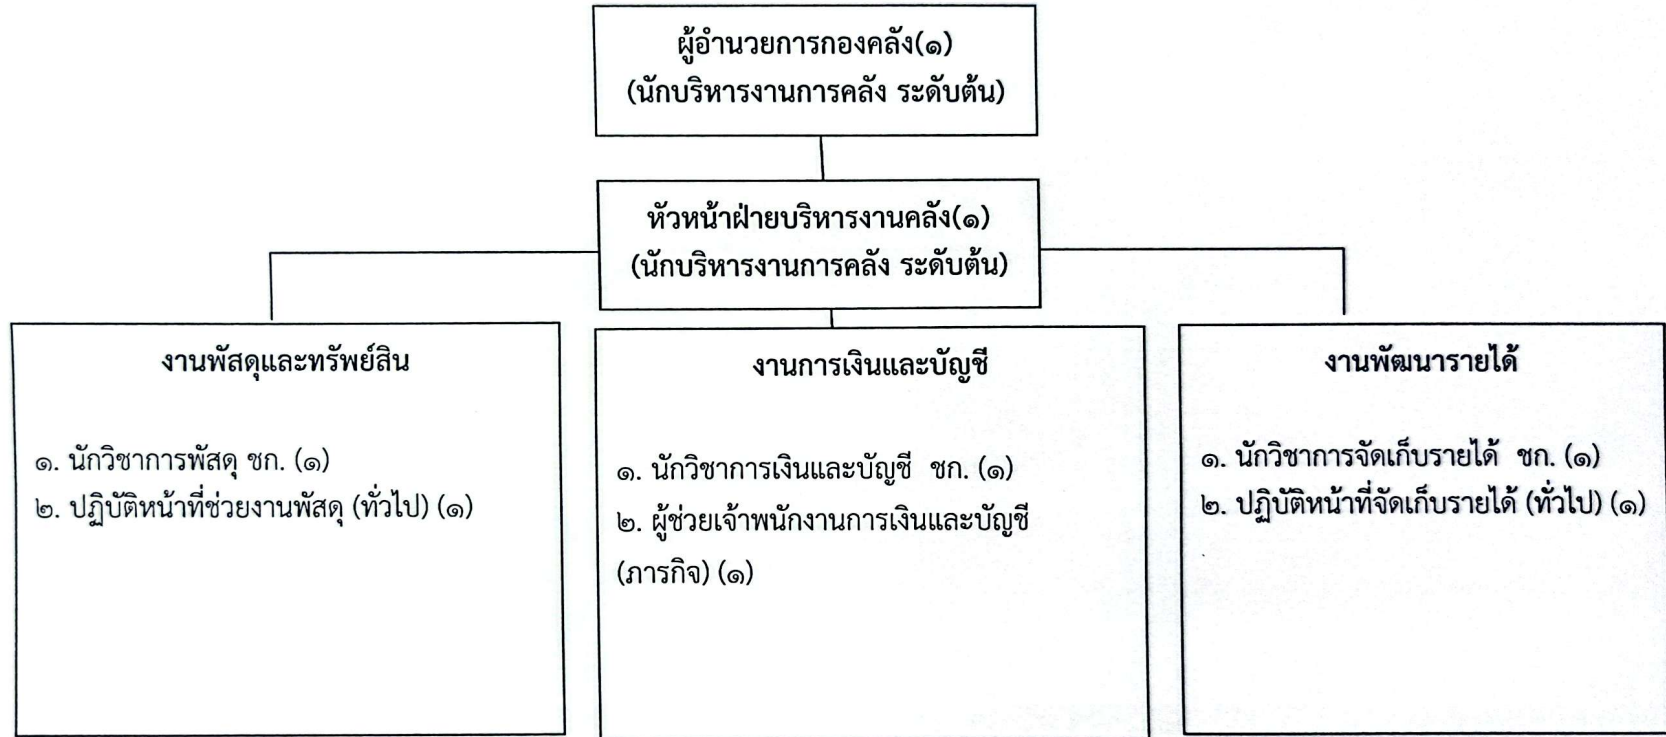 ผู้อำนวยการกองคลัง(๑)
(นักบริหารงานการคลัง ระดับต้น)
หัวหน้าฝ่ายบริหารงานคลัง(๑)
(นักบริหารงานการคลัง ระดับต้น)
งานพัสดุและทรัพย์สิน
๑. นักวิชาการพัสดุ ชก. (๑)
๒. ปฏิบัติหน้าที่ช่วยงานพัสดุ (ทั่วไป) (๑)
งานการเงินและบัญชี
๑. นักวิชาการเงินและบัญชี ชก. (๑)
๒. ผู้ช่วยเจ้าพนักงานการเงินและบัญชี
(ภารกิจ) (๑)
งานพัฒนารายได้
๑. นักวิชาการจัดเก็บรายได้ ชก. (๑)
๒. ปฏิบัติหน้าที่จัดเก็บรายได้ (ทั่วไป) (๑)